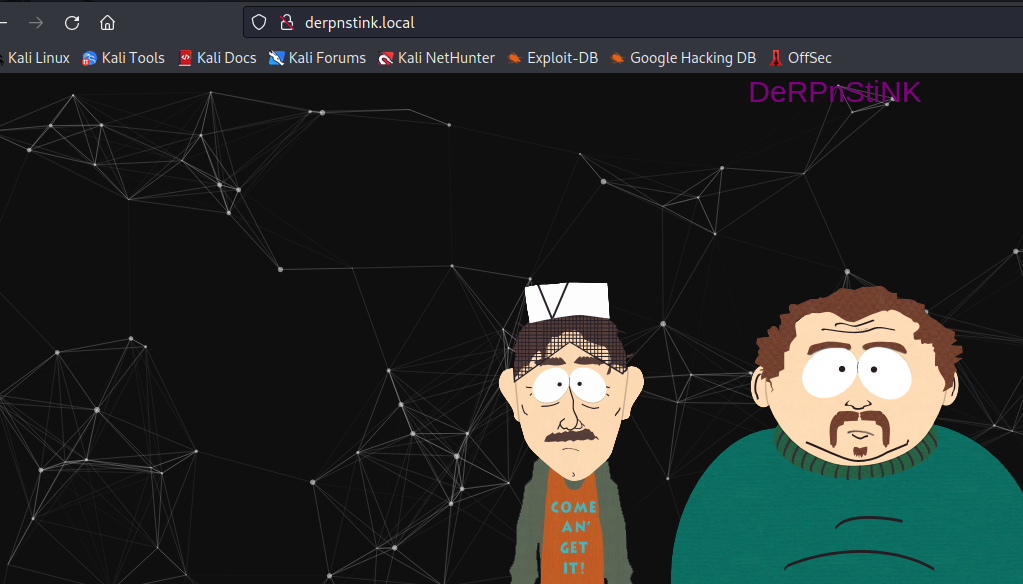 derpnstink.local
Kali Linux Kali Tools Kali Docs Kali Forums Kali NetHunter Exploit-DB Google Hacking DB OffSec
DeRPnStiNK
COME
AN'
GET
IT!